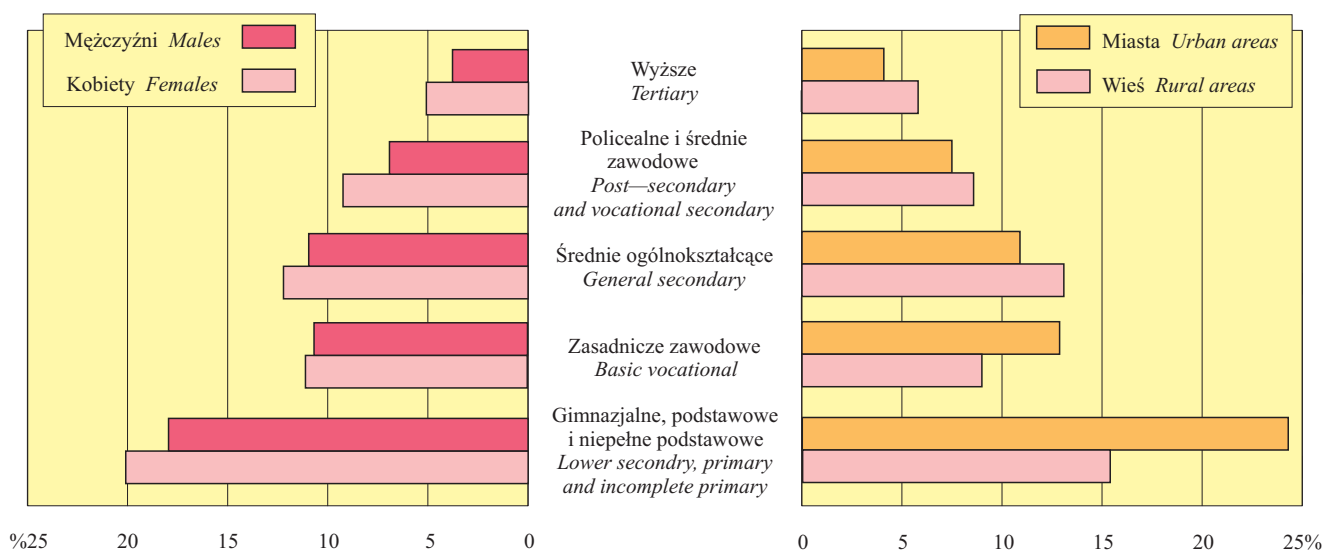 Mężczyźni Males
Kobiety Females
Miasta Urban areas
Wieś Rural areas
Wyższe
Tertiary
Policealne i średnie
zawodowe
Post—secondary
and vocational secondary
Średnie ogólnokształcące
General secondary
Zasadnicze zawodowe
Basic vocational
Gimnazjalne, podstawowe
i niepełne podstawowe
Lower secondry, primary
and incomplete primary
%25 20 15 10 5 0
0 5 10 15 20 25%